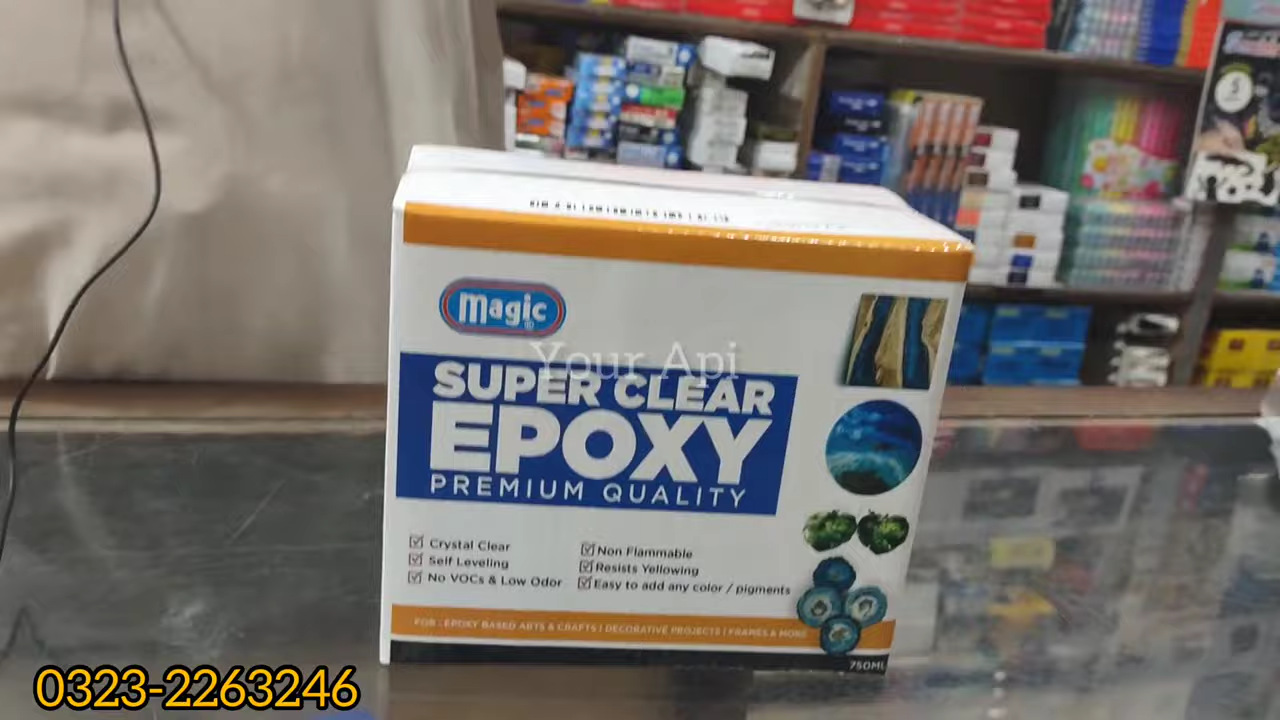 magic
Your Api
SUPER CLEAR
EPOXY
PREMIUM QUALITY
Crystal Clear
Self Leveling
No VOCs & Low Odor
Non Flammable
Resists Yellowing
Easy to add any color / pigments
FOR : EPOXY BASED ARTS & CRAFTS | DECORATIVE PROJECTS | FRAMES & MORE
750ML
0323-2263246